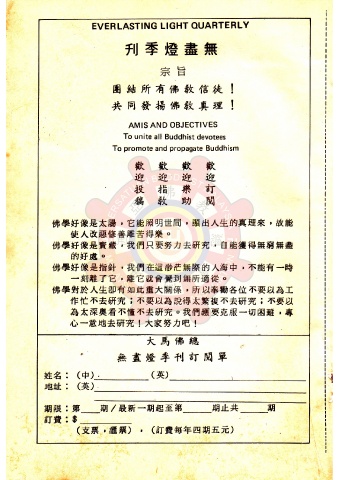 EVERLASTING LIGHT QUARTERLY
無盡燈季刊
宗旨
團結所有佛敎信徒！
共同發揚佛敎真理！
AMIS AND OBJECTIVES
To unite all Buddhist devotees
To promote and propagate Buddhism
歡迎投稿
歡迎指敎
歡迎樂助
歡迎訂閱
佛學好像是太陽，它能照明世間，顯出人生的真理來，故能
使人改惡修善離苦得樂。
佛學好像是寶藏，我們只要努力去研究，自能獲得無窮無盡
的好處。
佛學好像是指針，我們在這渺茫無際的人海中，不能有一時
一刻離了它，離它就會覺到無所適從。
佛學對於人生即有如此重大關係，所以奉勸各位不要以為工
作忙不去研究；不要以為説得太繁複不去研究；不要以
為太深奧看不懂不去研究。我們總要克服一切困難，專
心一意地去研究！大家努力吧！
大馬佛總
無盡燈季刊訂閱單
姓名：（中）（英）
地址：（英）
期限：第　期／最新一期起至第　期止共　期
訂費：$
（支票，匯票），（訂費每年四期五元）